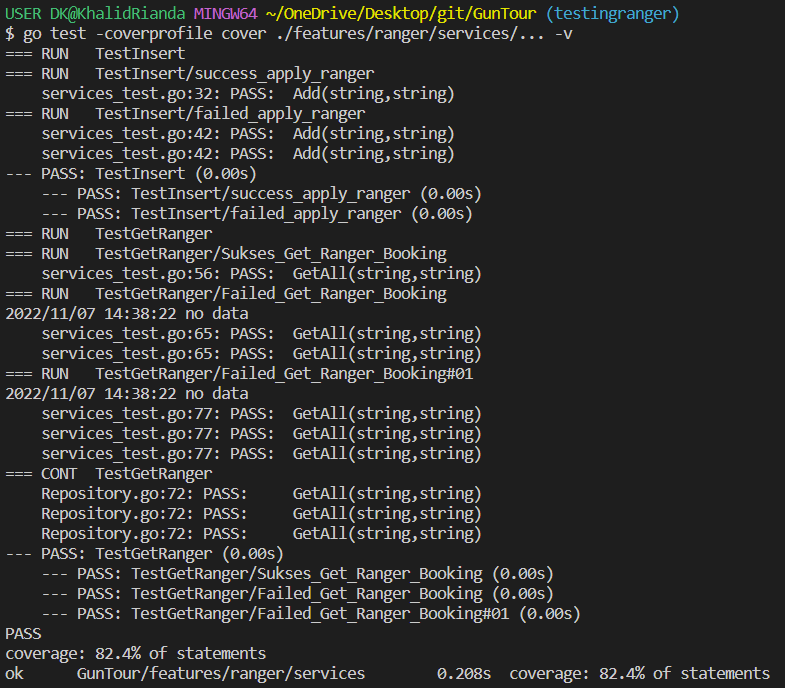 USER DK@KhalidRianda MINGW64 ~/OneDrive/Desktop/git/GunTour (testingranger)
$ go test -coverprofile cover ./features/ranger/services/... -v
=== RUN   TestInsert
=== RUN   TestInsert/success_apply_ranger
    services_test.go:32: PASS:  Add(string,string)
=== RUN   TestInsert/failed_apply_ranger
    services_test.go:42: PASS:  Add(string,string)
    services_test.go:42: PASS:  Add(string,string)
--- PASS: TestInsert (0.00s)
    --- PASS: TestInsert/success_apply_ranger (0.00s)
    --- PASS: TestInsert/failed_apply_ranger (0.00s)
=== RUN   TestGetRanger
=== RUN   TestGetRanger/Sukses_Get_Ranger_Booking
    services_test.go:56: PASS:  GetAll(string,string)
=== RUN   TestGetRanger/Failed_Get_Ranger_Booking
2022/11/07 14:38:22 no data
    services_test.go:65: PASS:  GetAll(string,string)
    services_test.go:65: PASS:  GetAll(string,string)
=== RUN   TestGetRanger/Failed_Get_Ranger_Booking#01
2022/11/07 14:38:22 no data
    services_test.go:77: PASS:  GetAll(string,string)
    services_test.go:77: PASS:  GetAll(string,string)
    services_test.go:77: PASS:  GetAll(string,string)
=== CONT  TestGetRanger
    Repository.go:72: PASS:     GetAll(string,string)
    Repository.go:72: PASS:     GetAll(string,string)
    Repository.go:72: PASS:     GetAll(string,string)
--- PASS: TestGetRanger (0.00s)
    --- PASS: TestGetRanger/Sukses_Get_Ranger_Booking (0.00s)
    --- PASS: TestGetRanger/Failed_Get_Ranger_Booking (0.00s)
    --- PASS: TestGetRanger/Failed_Get_Ranger_Booking#01 (0.00s)
PASS
coverage: 82.4% of statements
ok      GunTour/features/ranger/services        0.208s  coverage: 82.4% of statements